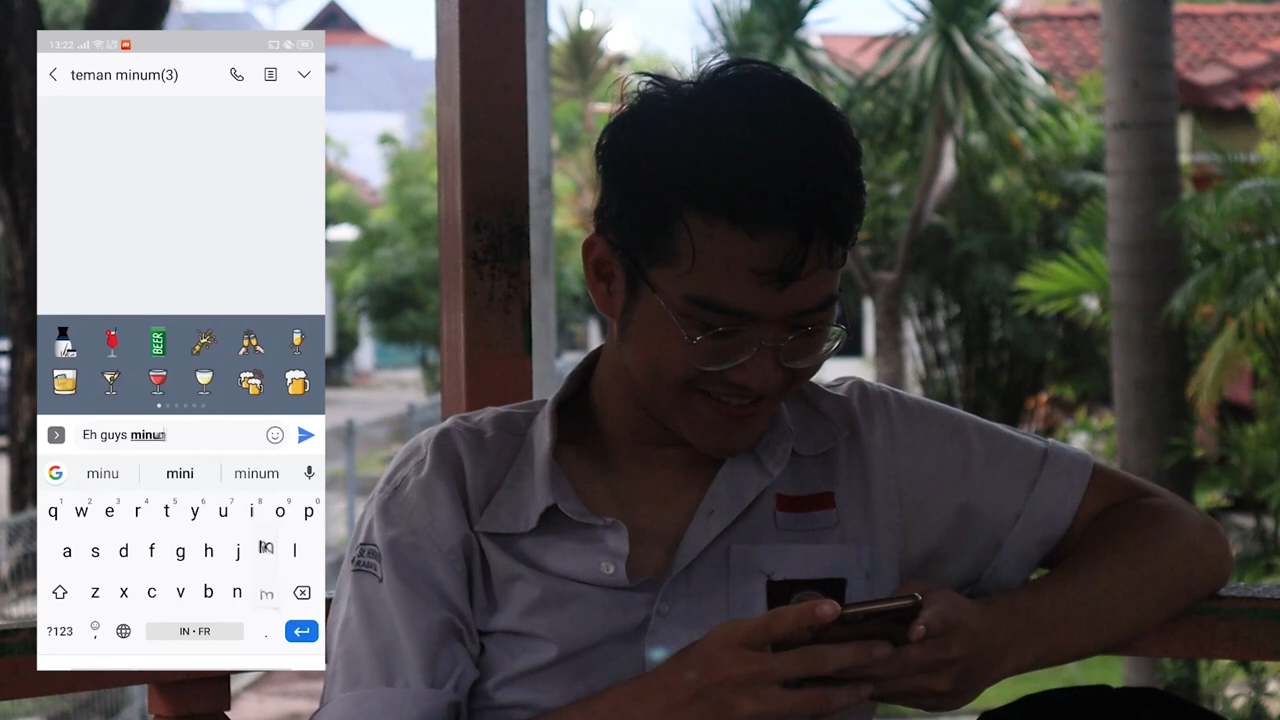 13:22
teman minum(3)
BEER
Eh guys minum
minu mini minum
1 2 3 4 5 6 7 8 9 0
q w e r t y u i o p
a s d f g h j k l
z x c v b n m
?123 , IN • FR .